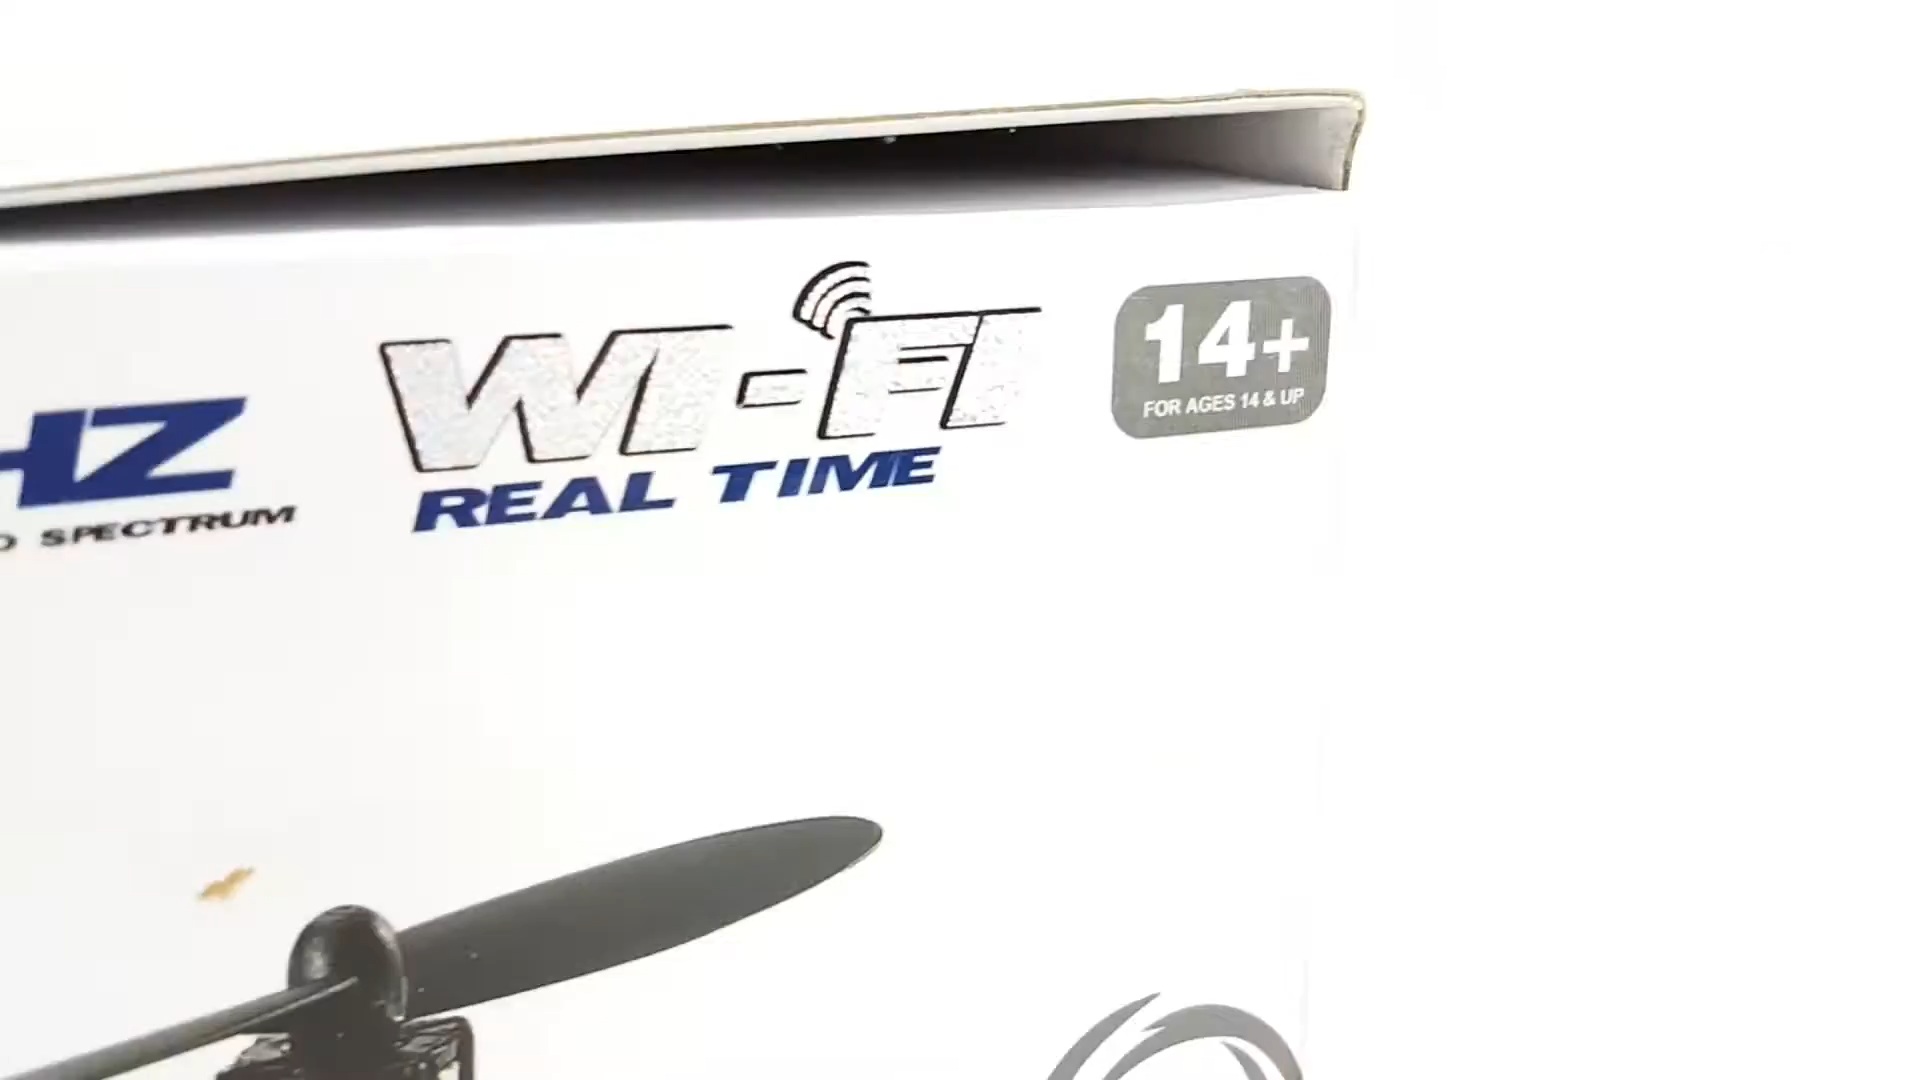 WI-FI
14+
FOR AGES 14 & UP
HZ
REAL TIME
SPECTRUM